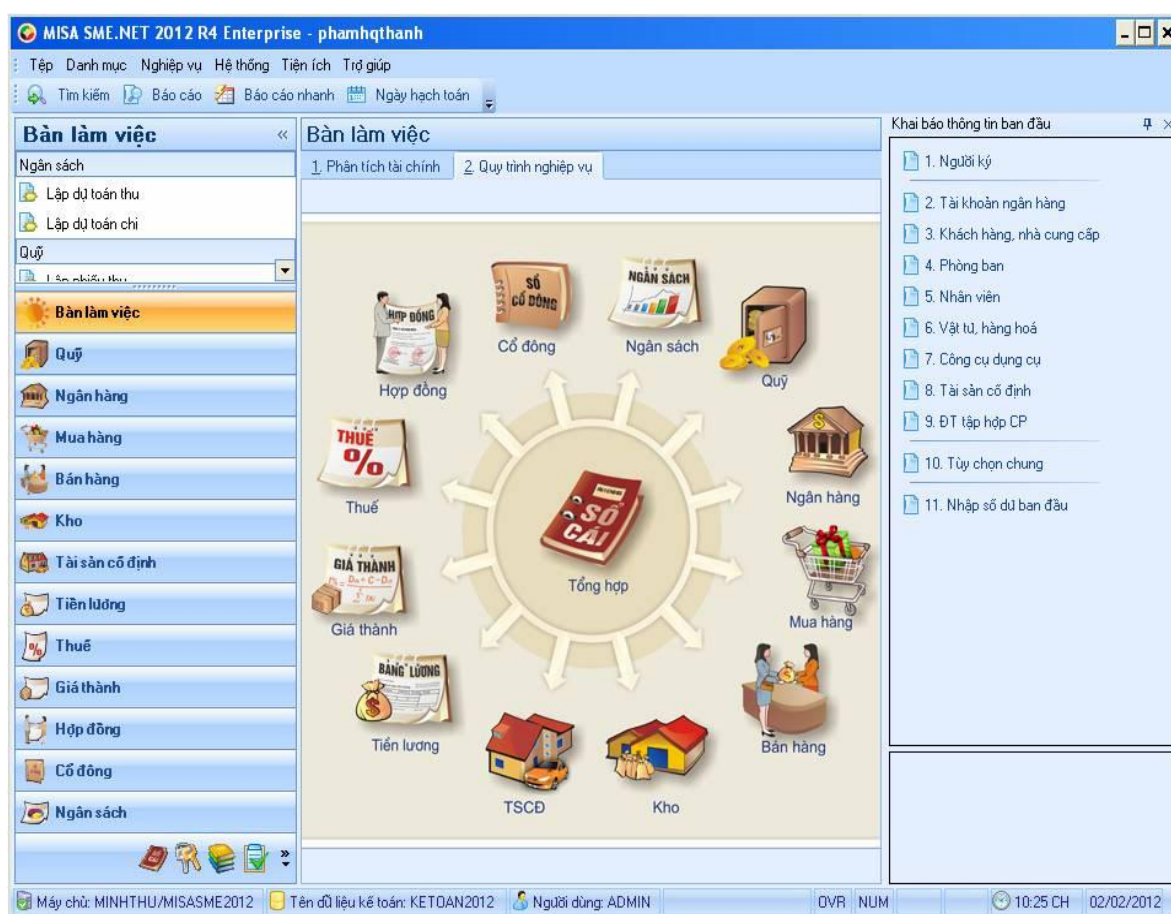 MISA SME.NET 2012 R4 Enterprise - phamhqthanh
Tệp Danh mục Nghiệp vụ Hệ thống Tiện ích Trợ giúp
Tìm kiếm Báo cáo Báo cáo nhanh Ngày hạch toán
Bàn làm việc «
Ngân sách
Lập dự toán thu
Lập dự toán chi
Quỹ
Lập phiếu thu
Bàn làm việc
Quỹ
Ngân hàng
Mua hàng
Bán hàng
Kho
Tài sản cố định
Tiền lương
Thuế
Giá thành
Hợp đồng
Cổ đông
Ngân sách
Bàn làm việc
1. Phân tích tài chính 2. Quy trình nghiệp vụ
HỢP ĐỒNG
Hợp đồng
SỔ
CỔ ĐÔNG
Cổ đông
NGÂN SÁCH
Ngân sách
Quỹ
THUẾ
%
Thuế
Ngân hàng
SỔ
CÁI
Tổng hợp
GIÁ THÀNH
Giá thành
Mua hàng
BẢNG LƯƠNG
Tiền lương
TSCĐ
Kho
Bán hàng
Khai báo thông tin ban đầu
1. Người ký
2. Tài khoản ngân hàng
3. Khách hàng, nhà cung cấp
4. Phòng ban
5. Nhân viên
6. Vật tư, hàng hoá
7. Công cụ dụng cụ
8. Tài sản cố định
9. ĐT tập hợp CP
10. Tùy chọn chung
11. Nhập số dư ban đầu
Máy chủ: MINHTHU/MISASME2012 Tên dữ liệu kế toán: KETOAN2012 Người dùng: ADMIN OVR NUM 10:25 CH 02/02/2012